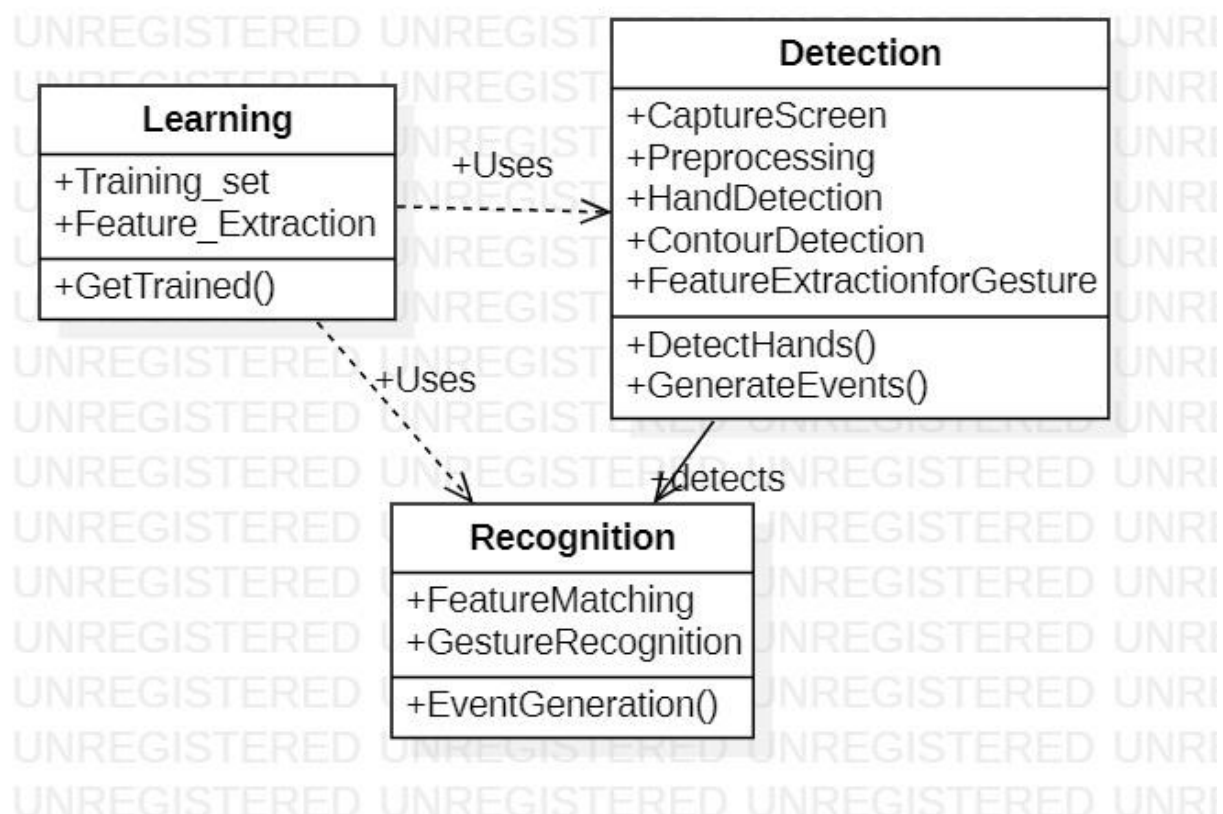 Learning
+Training_set
+Feature_Extraction
+GetTrained()
+Uses
Detection
+CaptureScreen
+Preprocessing
+HandDetection
+ContourDetection
+FeatureExtractionforGesture
+DetectHands()
+GenerateEvents()
+Uses
+detects
Recognition
+FeatureMatching
+GestureRecognition
+EventGeneration()
UNREGISTERED